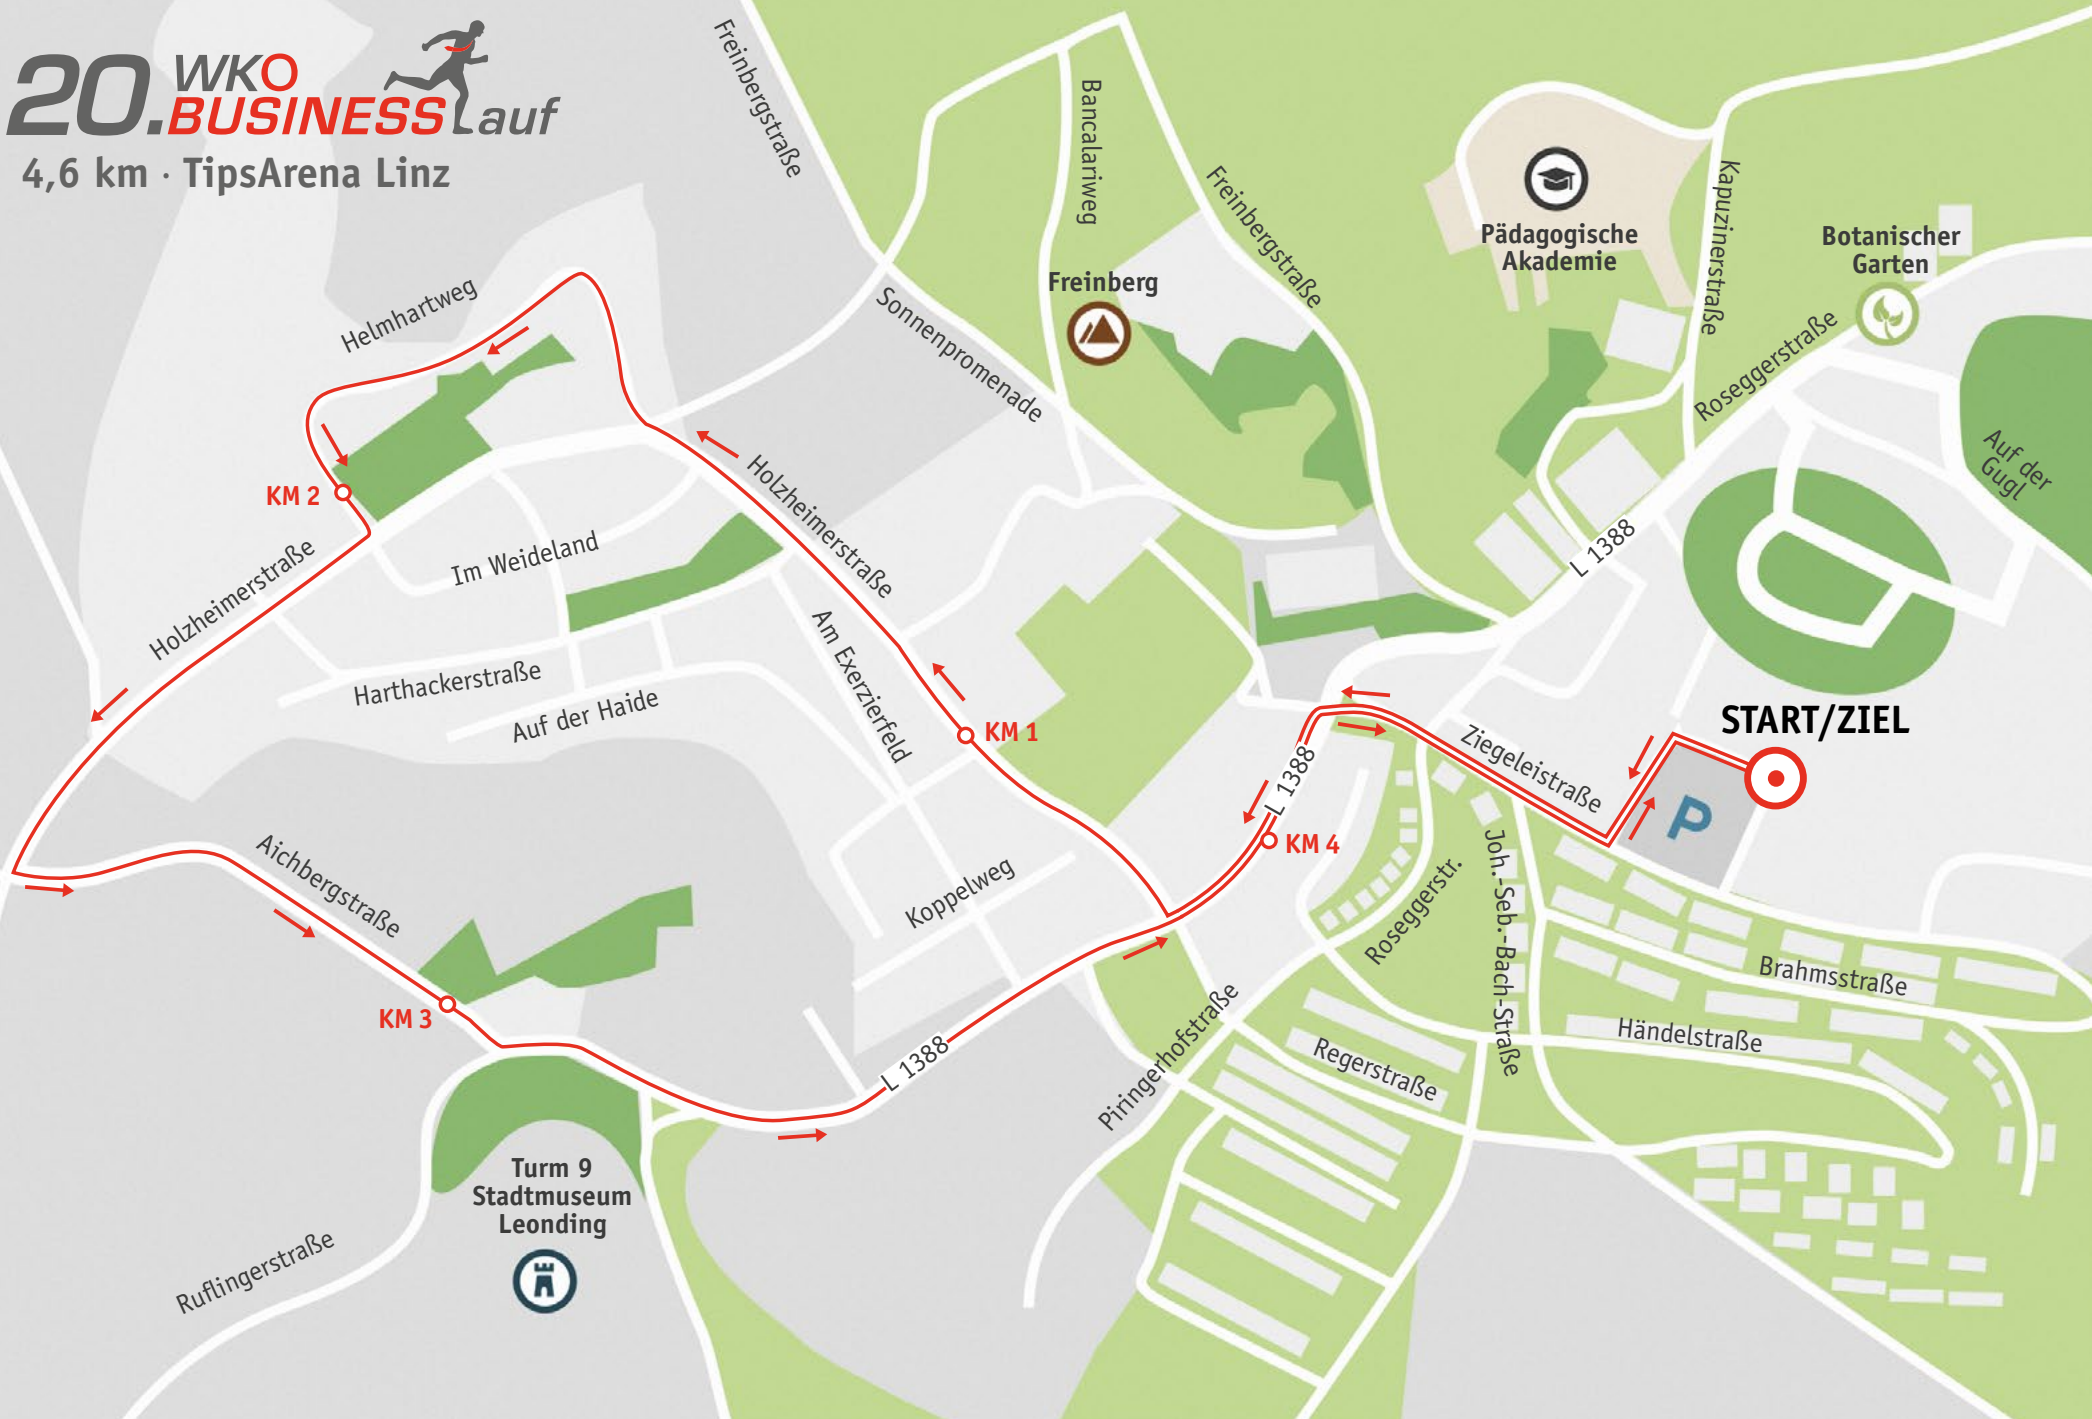 20. WKO
BUSINESS Lauf
4,6 km · TipsArena Linz
Freinbergstraße
Bancalariweg
Freinbergstraße
Kapuzinerstraße
Pädagogische
Akademie
Botanischer
Garten
Freinberg
Sonnenpromenade
Helmhartweg
Roseggerstraße
Auf der
Gugl
KM 2
Holzheimerstraße
Im Weideland
Holzheimerstraße
L 1388
Harthackerstraße
Auf der Haide
Am Exerzierfeld
KM 1
START/ZIEL
Ziegeleistraße
P
L 1388
KM 4
Aichbergstraße
Koppelweg
Roseggerstr.
Joh.-Seb.-Bach-Straße
Brahmsstraße
Händelstraße
KM 3
L 1388
Piringerhofstraße
Regerstraße
Turm 9
Stadtmuseum
Leonding
Ruflingerstraße